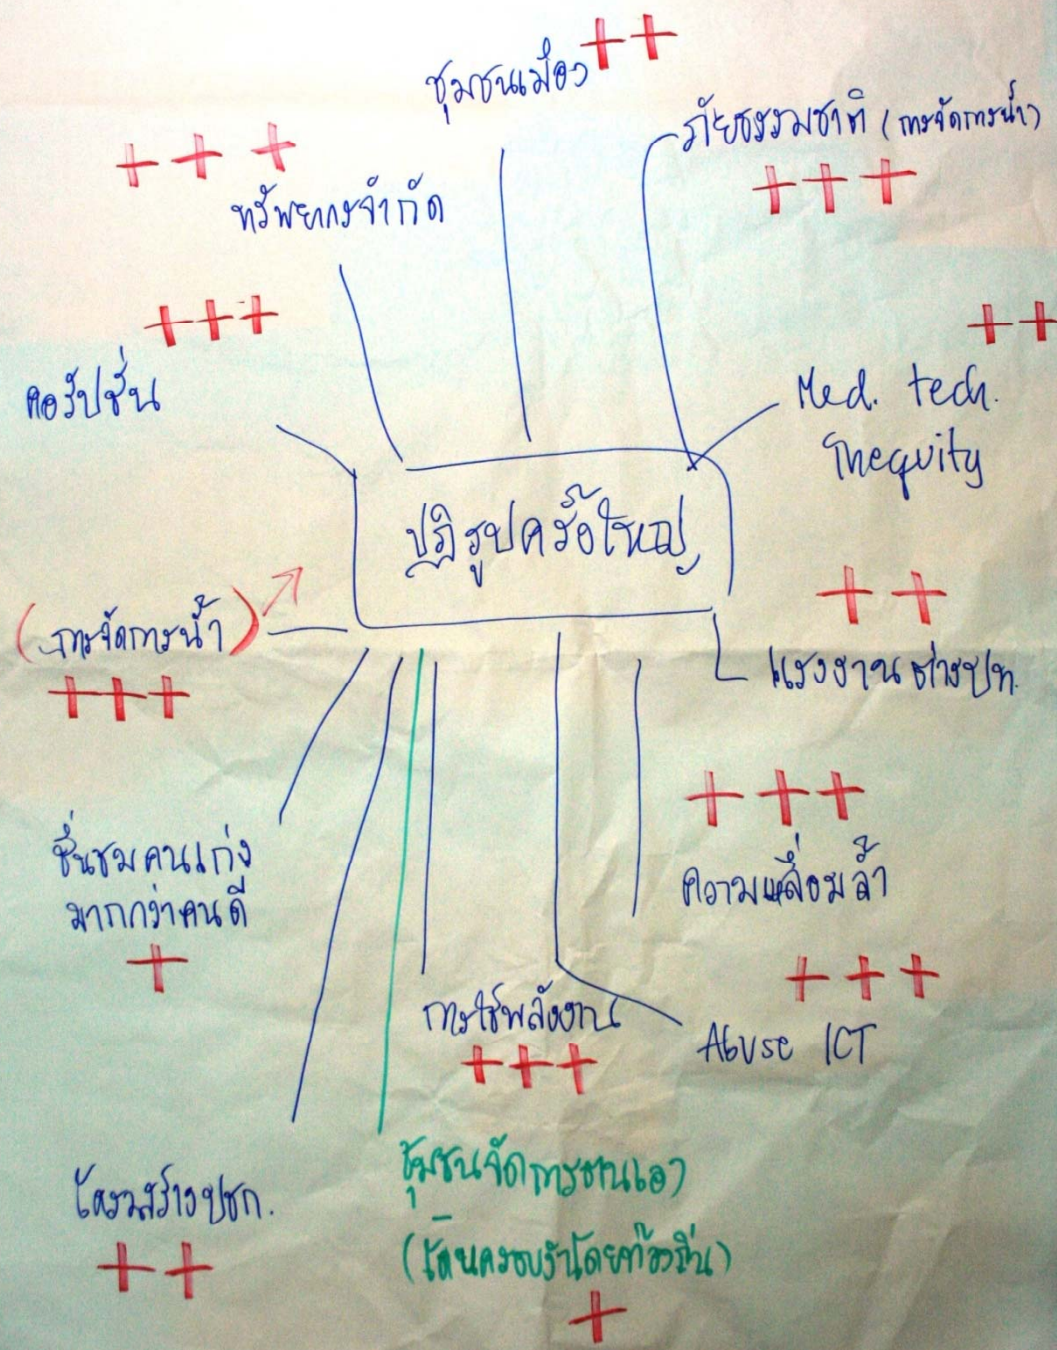 ชุมชนเมือง ++
ภัยธรรมชาติ (การจัดการน้ำ)
+++
+++
ทรัพยากรจำกัด
+++
คอรัปชั่น
++
Med. tech.
Inequity
ปฏิรูปครั้งใหญ่
(การจัดการน้ำ)
+++
++
แรงงานต่างปท.
+++
ความเหลื่อมล้ำ
ชื่นชมคนเก่ง
มากกว่าคนดี
+
+++
Abuse ICT
การใช้พลังงาน
+++
โครงสร้างปชก.
++
ชุมชนจัดการตนเอง
(โดนครอบงำโดยท้องถิ่น)
+